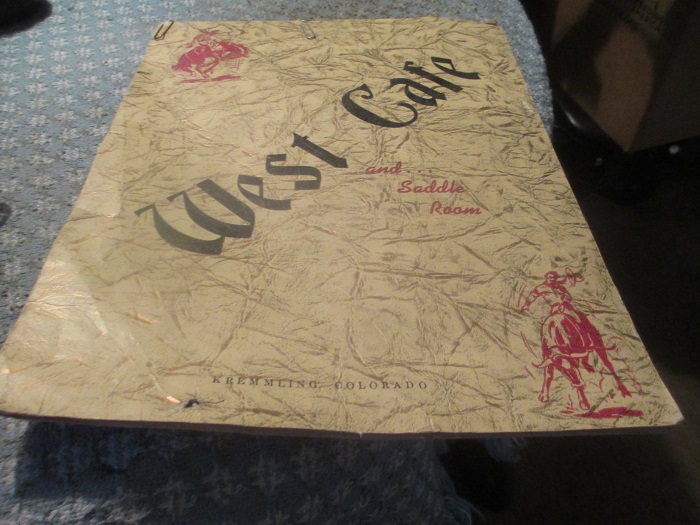 West Cafe
and...
Saddle
Room
KREMMLING, COLORADO